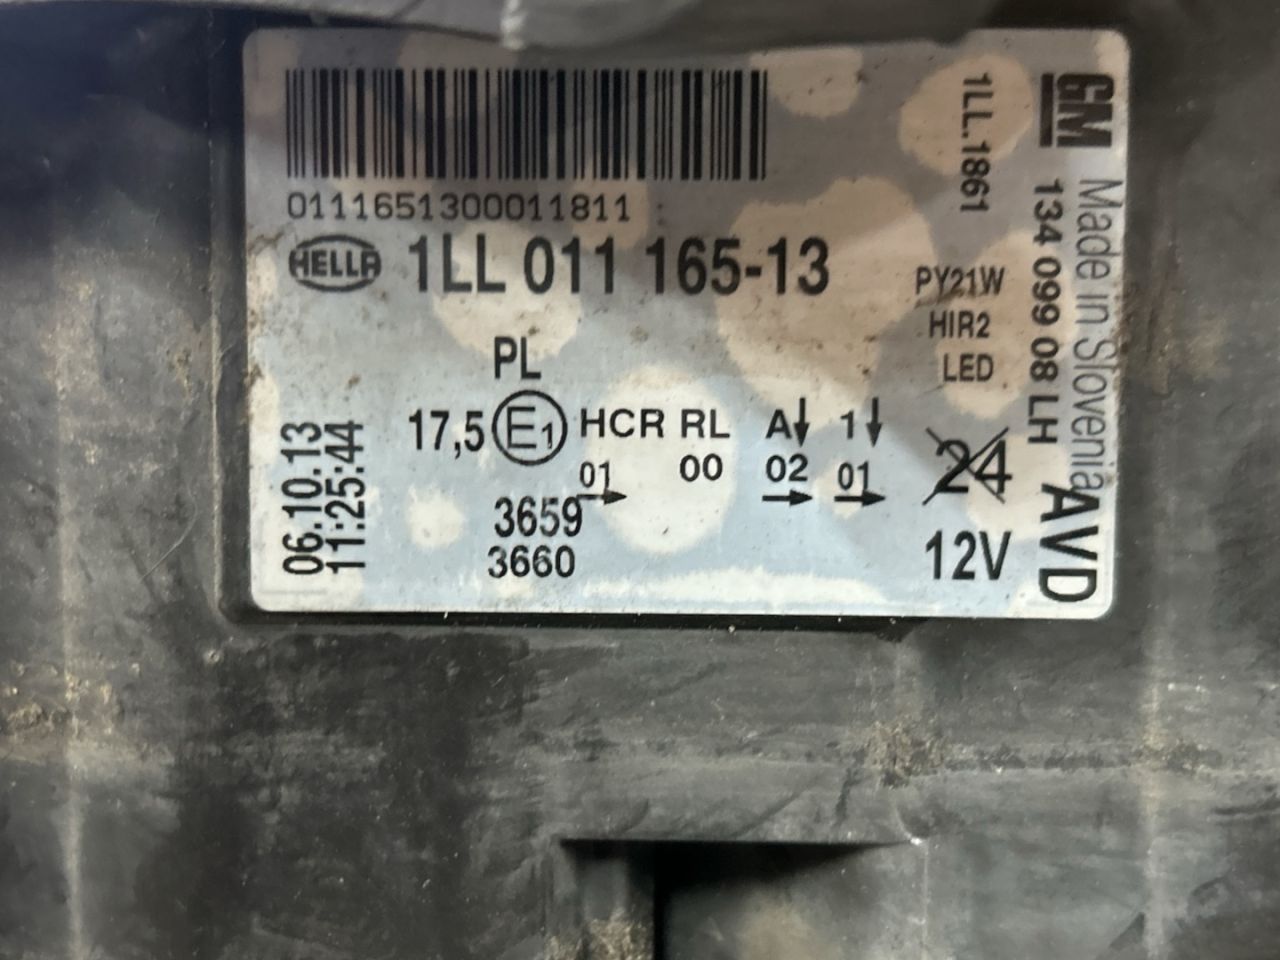 0111651300011811
HELLA 1LL 011 165-13
PL
17,5 E1 HCR RL A↓ 1↓
01 00 02 01
→ → →
3659
3660
06.10.13
11:25:44
1LL.1861
PY21W
HIR2
LED
24
12V
GM 134 099 08 LH AVD
Made in Slovenia